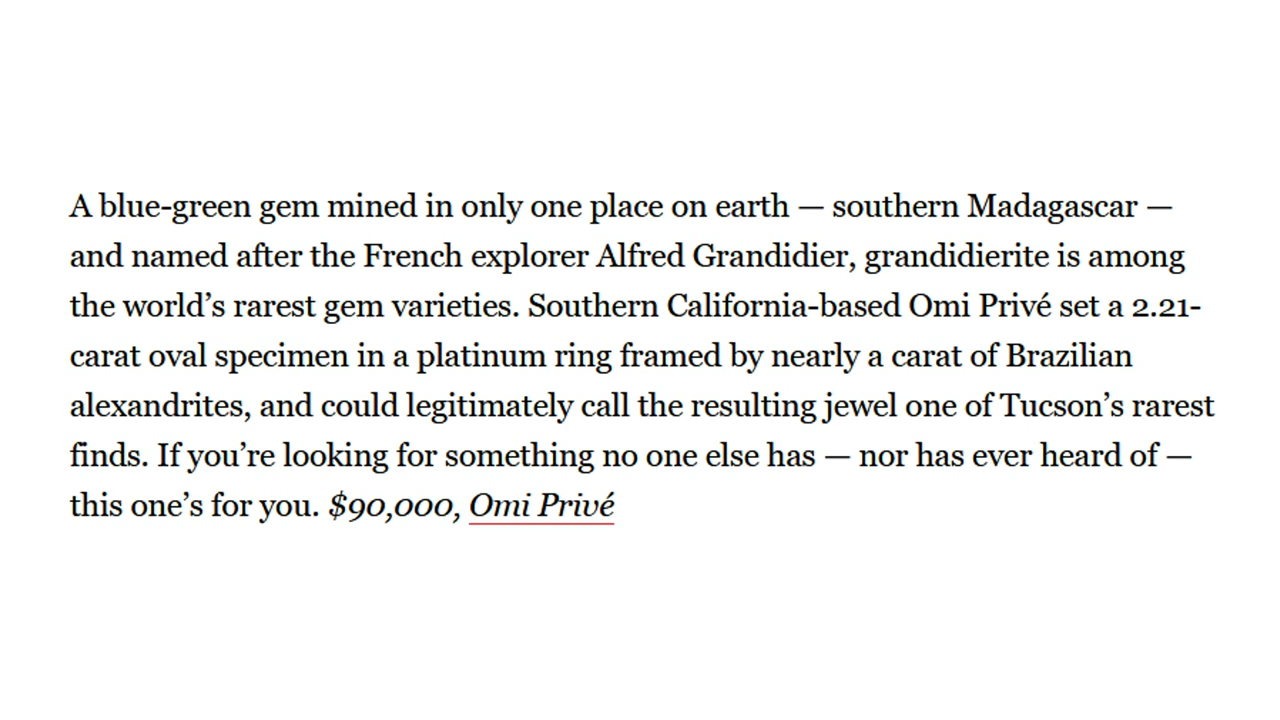 A blue-green gem mined in only one place on earth — southern Madagascar —
and named after the French explorer Alfred Grandidier, grandidierite is among
the world’s rarest gem varieties. Southern California-based Omi Privé set a 2.21-
carat oval specimen in a platinum ring framed by nearly a carat of Brazilian
alexandrites, and could legitimately call the resulting jewel one of Tucson’s rarest
finds. If you’re looking for something no one else has — nor has ever heard of —
this one’s for you. $90,000, Omi Privé